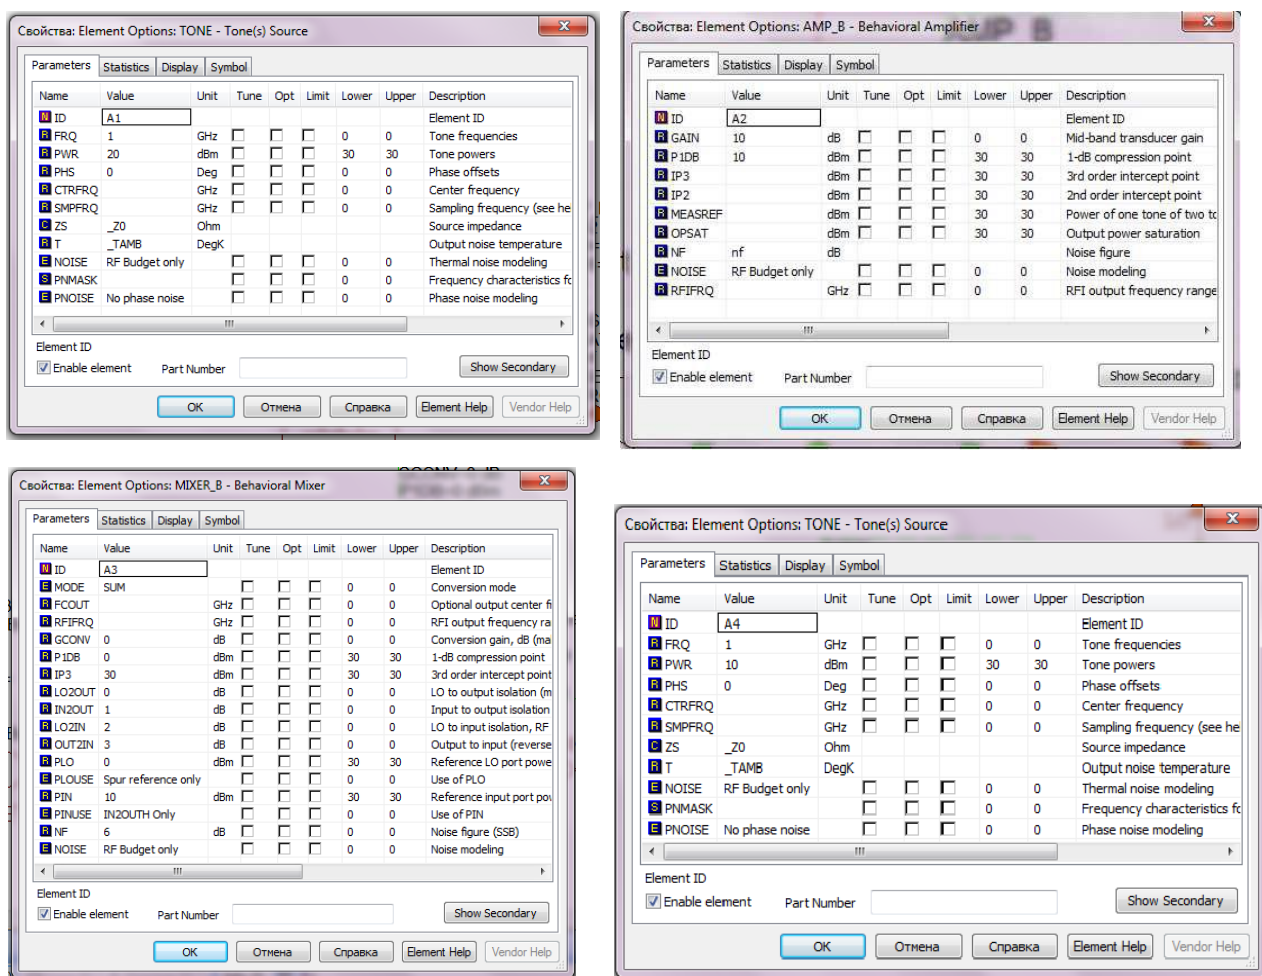 Свойства: Element Options: TONE - Tone(s) Source
Parameters Statistics Display Symbol
Name Value Unit Tune Opt Limit Lower Upper Description
N ID A1 Element ID
R FRQ 1 GHz 0 0 Tone frequencies
R PWR 20 dBm 30 30 Tone powers
R PHS 0 Deg 0 0 Phase offsets
R CTRFRQ GHz 0 0 Center frequency
R SMPFRQ GHz 0 0 Sampling frequency (see he
C ZS _Z0 Ohm Source impedance
R T _TAMB DegK Output noise temperature
E NOISE RF Budget only 0 0 Thermal noise modeling
S PNMASK 0 0 Frequency characteristics fo
E PNOISE No phase noise 0 0 Phase noise modeling
Element ID
Enable element Part Number Show Secondary
OK Отмена Справка Element Help Vendor Help
Свойства: Element Options: AMP_B - Behavioral Amplifier
Parameters Statistics Display Symbol
Name Value Unit Tune Opt Limit Lower Upper Description
N ID A2 Element ID
R GAIN 10 dB 0 0 Mid-band transducer gain
R P1DB 10 dBm 30 30 1-dB compression point
R IP3 dBm 30 30 3rd order intercept point
R IP2 dBm 30 30 2nd order intercept point
R MEASREF dBm 30 30 Power of one tone of two to
R OPSAT dBm 30 30 Output power saturation
R NF nf dB Noise figure
E NOISE RF Budget only 0 0 Noise modeling
R RFIFRQ GHz 0 0 RFI output frequency range
Element ID
Enable element Part Number Show Secondary
OK Отмена Справка Element Help Vendor Help
Свойства: Element Options: MIXER_B - Behavioral Mixer
Parameters Statistics Display Symbol
Name Value Unit Tune Opt Limit Lower Upper Description
N ID A3 Element ID
E MODE SUM 0 0 Conversion mode
R FCOUT GHz 0 0 Optional output center fi
R RFIFRQ GHz 0 0 RFI output frequency ra
R GCONV 0 dB 0 0 Conversion gain, dB (ma
R P1DB 0 dBm 30 30 1-dB compression point
R IP3 30 dBm 30 30 3rd order intercept point
R LO2OUT 0 dB 0 0 LO to output isolation (m
R IN2OUT 1 dB 0 0 Input to output isolation
R LO2IN 2 dB 0 0 LO to input isolation, RF
R OUT2IN 3 dB 0 0 Output to input (reverse
R PLO 0 dBm 30 30 Reference LO port powe
E PLOUSE Spur reference only 0 0 Use of PLO
R PIN 10 dBm 30 30 Reference input port pov
E PINUSE IN2OUTH Only 0 0 Use of PIN
R NF 6 dB 0 0 Noise figure (SSB)
E NOISE RF Budget only 0 0 Noise modeling
Element ID
Enable element Part Number Show Secondary
OK Отмена Справка Element Help Vendor Help
Свойства: Element Options: TONE - Tone(s) Source
Parameters Statistics Display Symbol
Name Value Unit Tune Opt Limit Lower Upper Description
N ID A4 Element ID
R FRQ 1 GHz 0 0 Tone frequencies
R PWR 10 dBm 30 30 Tone powers
R PHS 0 Deg 0 0 Phase offsets
R CTRFRQ GHz 0 0 Center frequency
R SMPFRQ GHz 0 0 Sampling frequency (see he
C ZS _Z0 Ohm Source impedance
R T _TAMB DegK Output noise temperature
E NOISE RF Budget only 0 0 Thermal noise modeling
S PNMASK 0 0 Frequency characteristics fo
E PNOISE No phase noise 0 0 Phase noise modeling
Element ID
Enable element Part Number Show Secondary
OK Отмена Справка Element Help Vendor Help